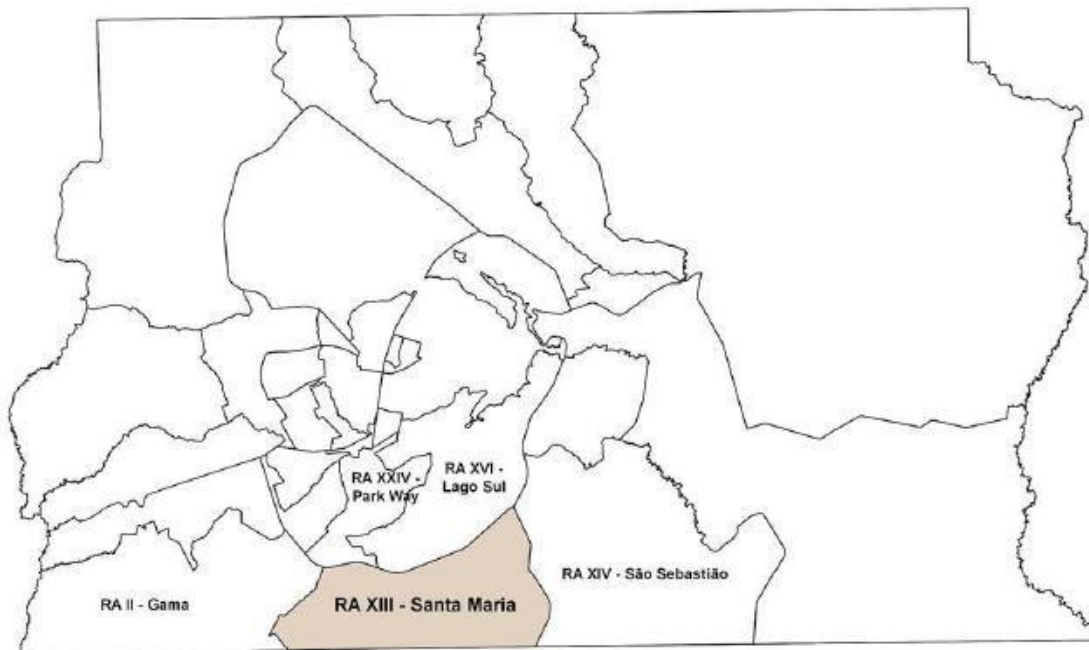 RA XXIV -
Park Way
RA XVI -
Lago Sul
RA XIV - São Sebastião
RA II - Gama
RA XIII - Santa Maria